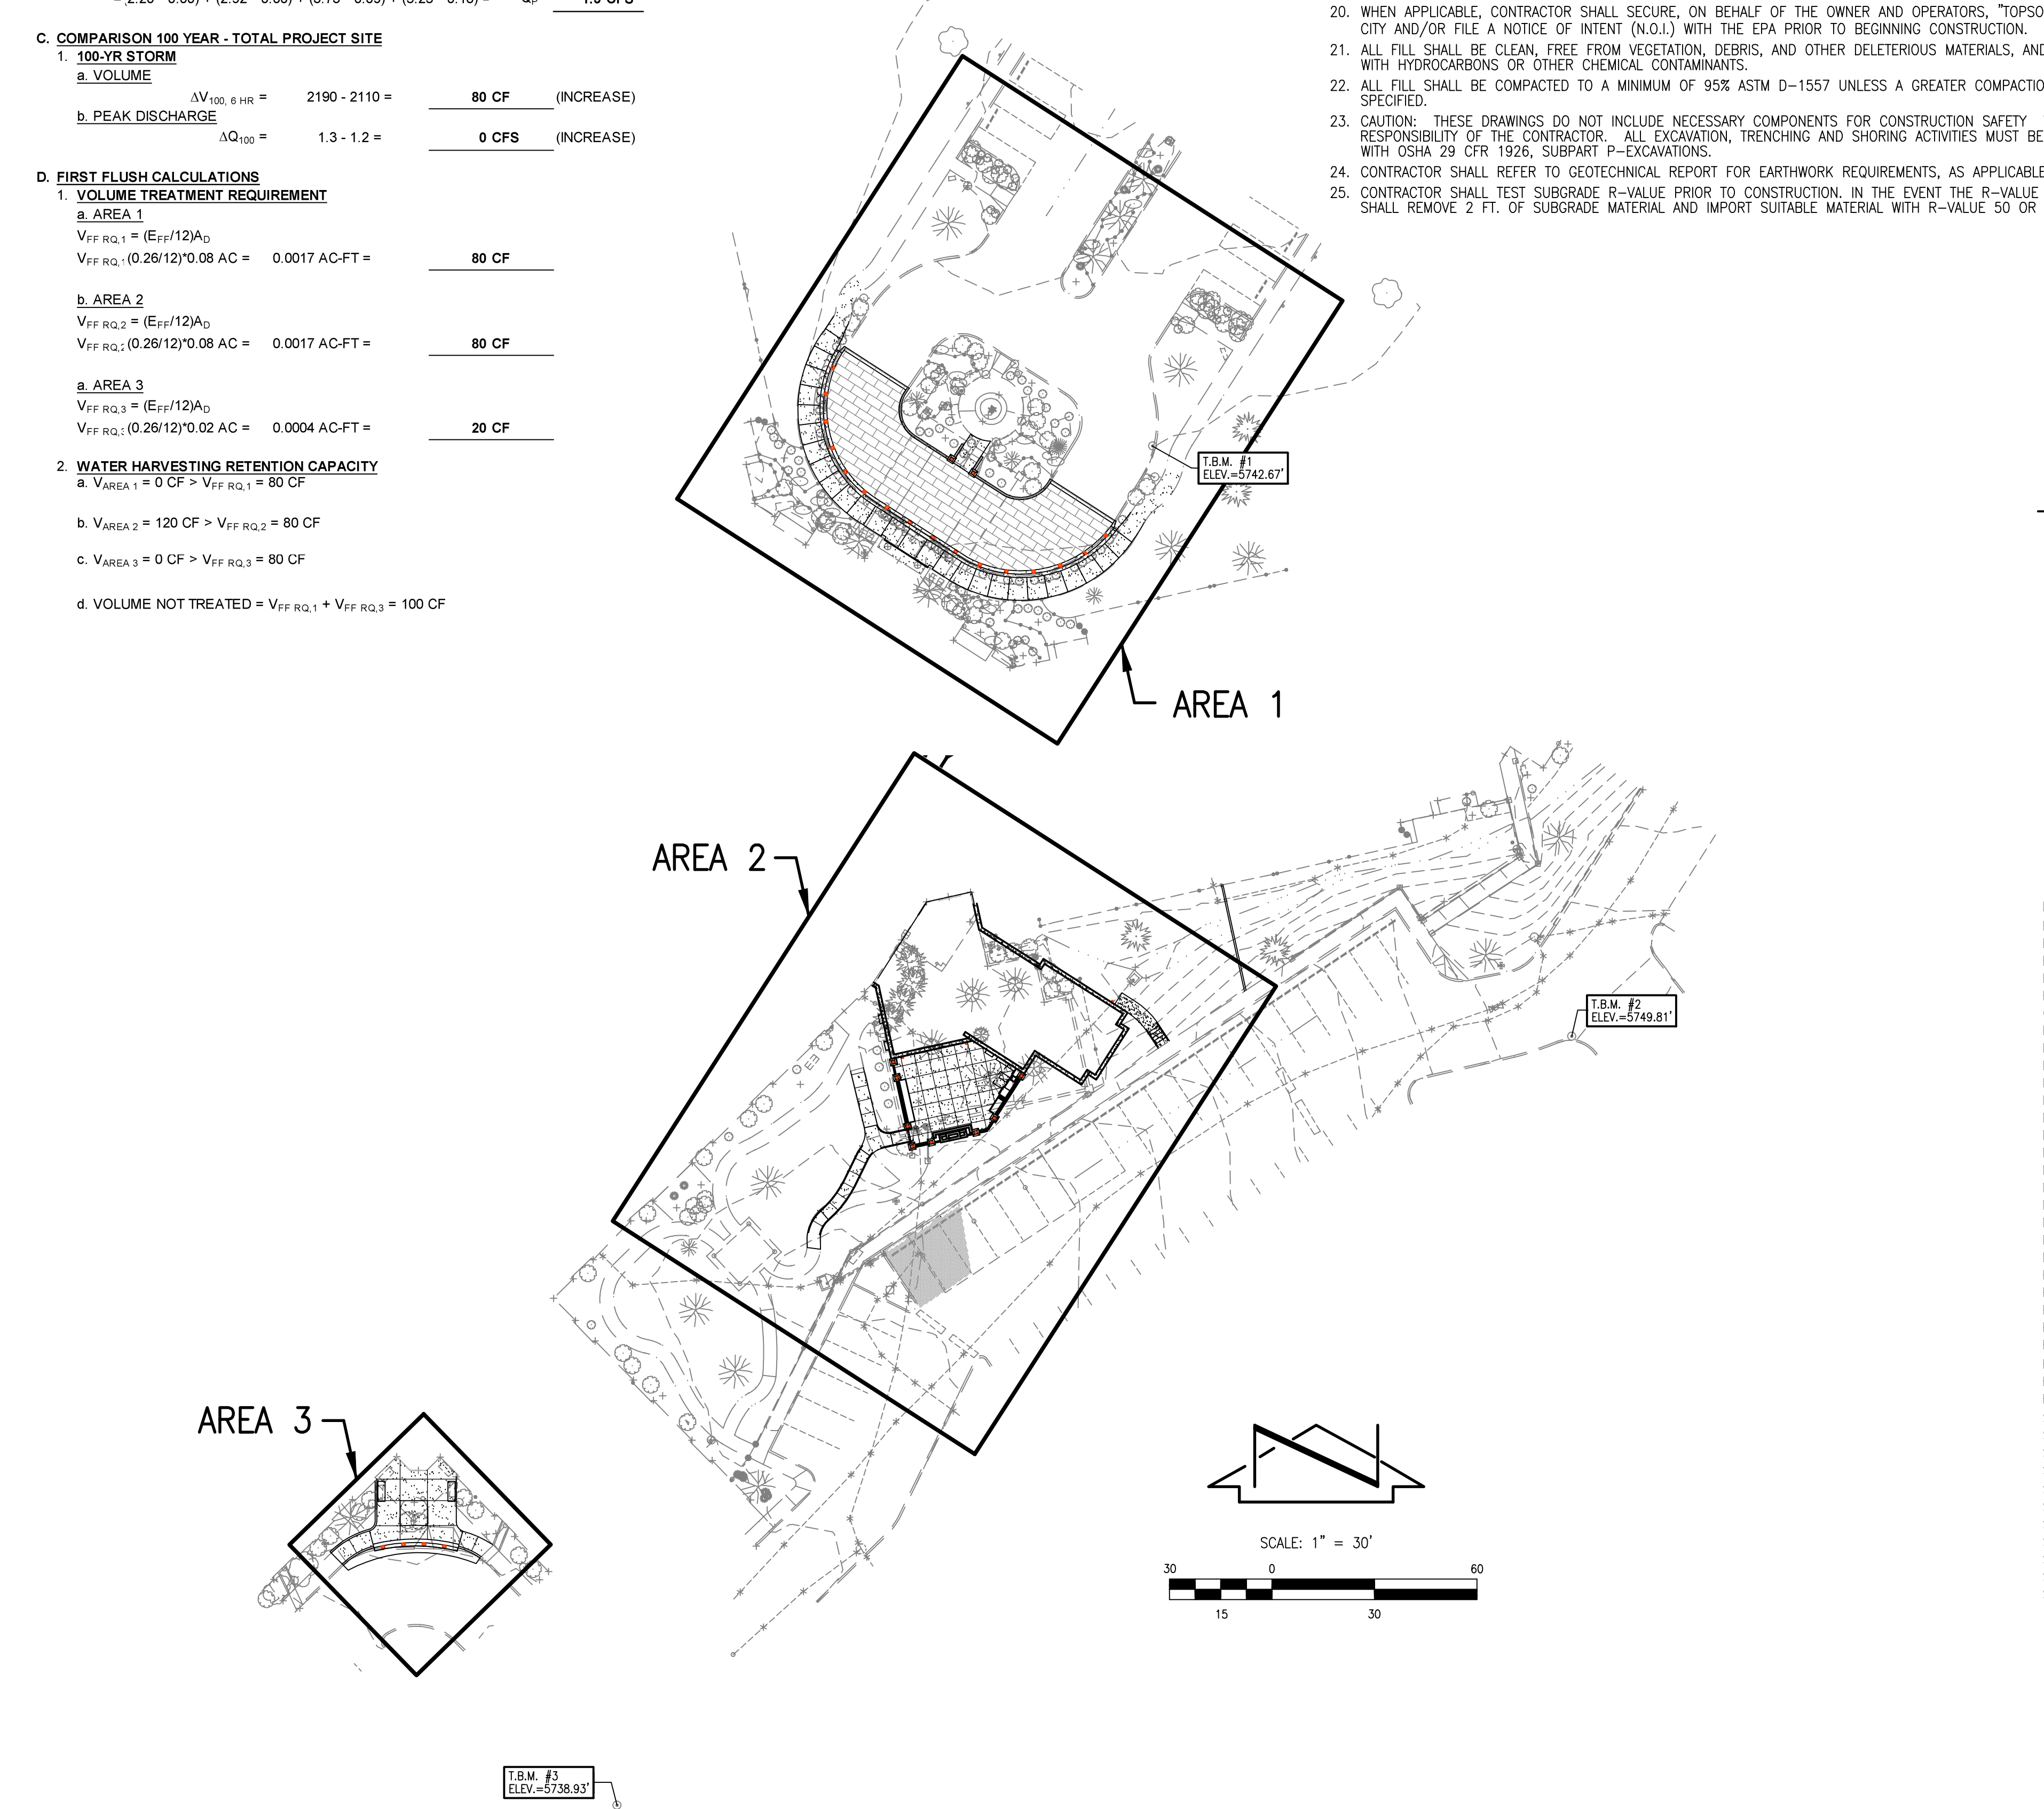 C. COMPARISON 100 YEAR - TOTAL PROJECT SITE
1. 100-YR STORM
a. VOLUME
ΔV100, 6 HR = 2190 - 2110 = 80 CF (INCREASE)
b. PEAK DISCHARGE
ΔQ100 = 1.3 - 1.2 = 0 CFS (INCREASE)
D. FIRST FLUSH CALCULATIONS
1. VOLUME TREATMENT REQUIREMENT
a. AREA 1
VFF RQ,1 = (EFF/12)AD
VFF RQ,1 (0.26/12)*0.08 AC = 0.0017 AC-FT = 80 CF
b. AREA 2
VFF RQ,2 = (EFF/12)AD
VFF RQ,2 (0.26/12)*0.08 AC = 0.0017 AC-FT = 80 CF
a. AREA 3
VFF RQ,3 = (EFF/12)AD
VFF RQ,3 (0.26/12)*0.02 AC = 0.0004 AC-FT = 20 CF
2. WATER HARVESTING RETENTION CAPACITY
a. VAREA 1 = 0 CF > VFF RQ,1 = 80 CF
b. VAREA 2 = 120 CF > VFF RQ,2 = 80 CF
c. VAREA 3 = 0 CF > VFF RQ,3 = 80 CF
d. VOLUME NOT TREATED = VFF RQ,1 + VFF RQ,3 = 100 CF
20. WHEN APPLICABLE, CONTRACTOR SHALL SECURE, ON BEHALF OF THE OWNER AND OPERATORS, "TOPSO
CITY AND/OR FILE A NOTICE OF INTENT (N.O.I.) WITH THE EPA PRIOR TO BEGINNING CONSTRUCTION.
21. ALL FILL SHALL BE CLEAN, FREE FROM VEGETATION, DEBRIS, AND OTHER DELETERIOUS MATERIALS, AND
WITH HYDROCARBONS OR OTHER CHEMICAL CONTAMINANTS.
22. ALL FILL SHALL BE COMPACTED TO A MINIMUM OF 95% ASTM D-1557 UNLESS A GREATER COMPACTIO
SPECIFIED.
23. CAUTION: THESE DRAWINGS DO NOT INCLUDE NECESSARY COMPONENTS FOR CONSTRUCTION SAFETY
RESPONSIBILITY OF THE CONTRACTOR. ALL EXCAVATION, TRENCHING AND SHORING ACTIVITIES MUST BE
WITH OSHA 29 CFR 1926, SUBPART P-EXCAVATIONS.
24. CONTRACTOR SHALL REFER TO GEOTECHNICAL REPORT FOR EARTHWORK REQUIREMENTS, AS APPLICABLE
25. CONTRACTOR SHALL TEST SUBGRADE R-VALUE PRIOR TO CONSTRUCTION. IN THE EVENT THE R-VALUE
SHALL REMOVE 2 FT. OF SUBGRADE MATERIAL AND IMPORT SUITABLE MATERIAL WITH R-VALUE 50 OR
T.B.M. #1
ELEV.=5742.67'
AREA 1
AREA 2
T.B.M. #2
ELEV.=5749.81'
AREA 3
SCALE: 1" = 30'
30 0 60
15 30
T.B.M. #3
ELEV.=5738.93'